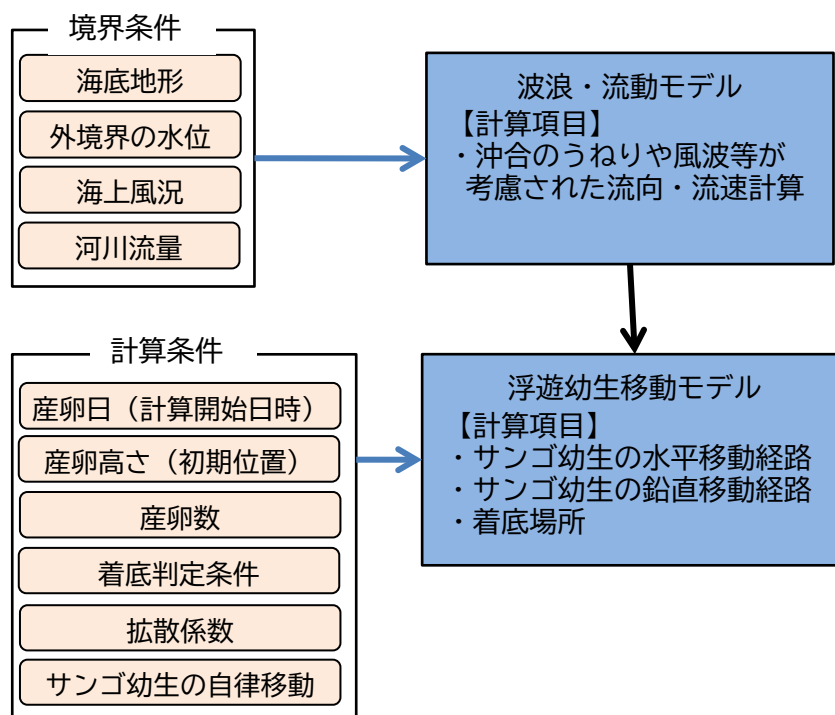 境界条件
海底地形
外境界の水位
海上風況
河川流量
波浪・流動モデル
【計算項目】
・沖合のうねりや風波等が
考慮された流向・流速計算
計算条件
産卵日（計算開始日時）
産卵高さ（初期位置）
産卵数
着底判定条件
拡散係数
サンゴ幼生の自律移動
浮遊幼生移動モデル
【計算項目】
・サンゴ幼生の水平移動経路
・サンゴ幼生の鉛直移動経路
・着底場所